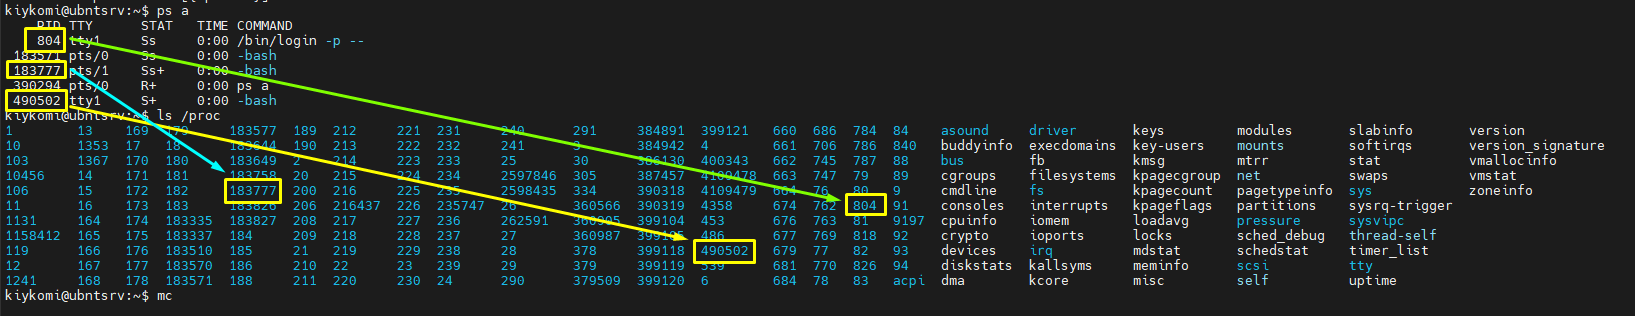 kiykomi@ubntsrv:~$ ps a
PID TTY STAT TIME COMMAND
804 tty1 Ss 0:00 /bin/login -p --
183571 pts/0 Ss 0:00 -bash
183777 pts/1 Ss+ 0:00 -bash
390294 pts/0 R+ 0:00 ps a
490502 tty1 S+ 0:00 -bash
kiykomi@ubntsrv:~$ ls /proc
1 13 169 179 183577 189 212 221 231 240 291 384891 399121 660 686 784 84 asound driver keys modules slabinfo version
10 1353 17 18 183644 190 213 222 232 241 3 384942 4 661 706 786 840 buddyinfo execdomains key-users mounts softirqs version_signature
103 1367 170 180 183649 2 214 223 233 25 30 386130 400343 662 745 787 88 bus fb kmsg mtrr stat vmallocinfo
10456 14 171 181 183758 20 215 224 234 2597846 305 387457 4109478 663 747 79 89 cgroups filesystems kpagecgroup net swaps vmstat
106 15 172 182 183777 200 216 225 235 2598435 334 390318 4109479 664 76 80 9 cmdline fs kpagecount pagetypeinfo sys zoneinfo
11 16 173 183 183826 206 216437 226 235747 26 360566 390319 4358 674 762 804 91 consoles interrupts kpageflags partitions sysrq-trigger
1131 164 174 183335 183827 208 217 227 236 262591 399104 453 676 763 81 9197 cpuinfo iomem loadavg pressure sysvipc
1158412 165 175 183337 184 209 218 228 237 27 360987 399105 486 677 769 818 92 crypto ioports locks sched_debug thread-self
119 166 176 183510 185 21 219 229 238 28 378 399118 490502 679 77 82 93 devices irq mdstat schedstat timer_list
12 167 177 183570 186 210 22 23 239 29 379 399119 539 681 770 826 94 diskstats kallsyms meminfo scsi tty
1241 168 178 183571 188 211 220 230 24 290 379509 399120 6 684 78 83 acpi dma kcore misc self uptime
kiykomi@ubntsrv:~$ mc